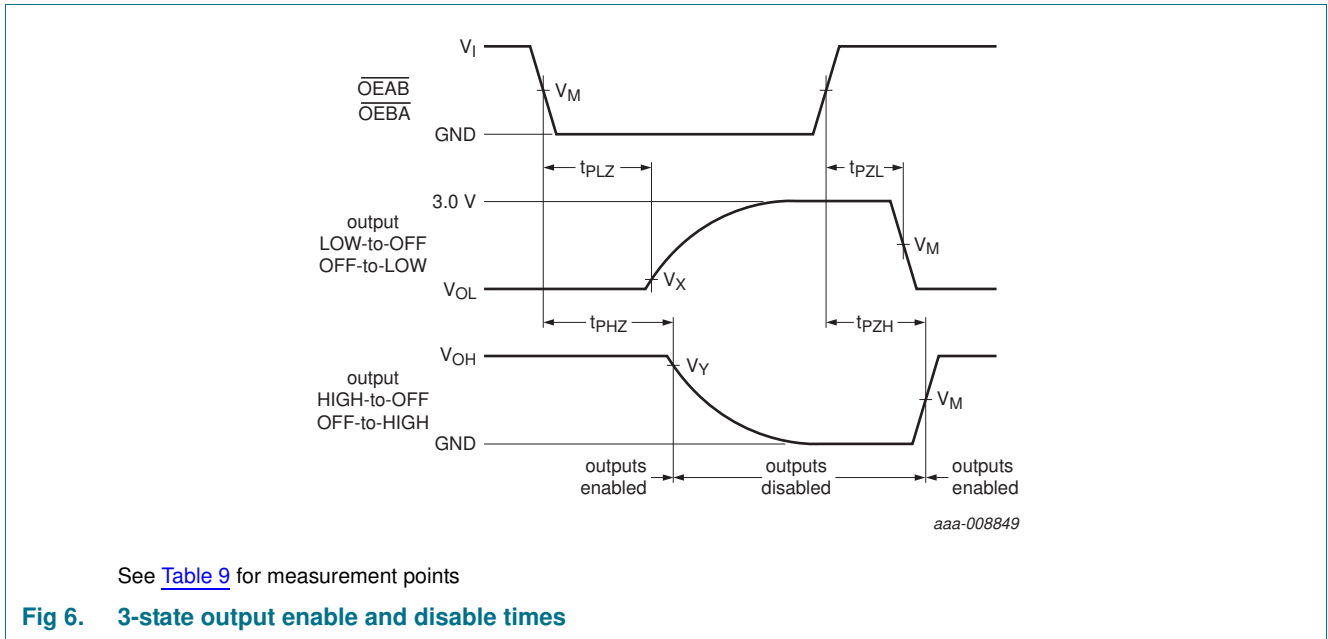 V_I
O̅E̅A̅B̅
O̅E̅B̅A̅
V_M
GND
t_PLZ
t_PZL
3.0 V
output
LOW-to-OFF
OFF-to-LOW
V_M
V_X
V_OL
t_PHZ
t_PZH
V_OH
output
HIGH-to-OFF
OFF-to-HIGH
V_Y
V_M
GND
outputs enabled
outputs disabled
outputs enabled
aaa-008849
See Table 9 for measurement points
Fig 6. 3-state output enable and disable times